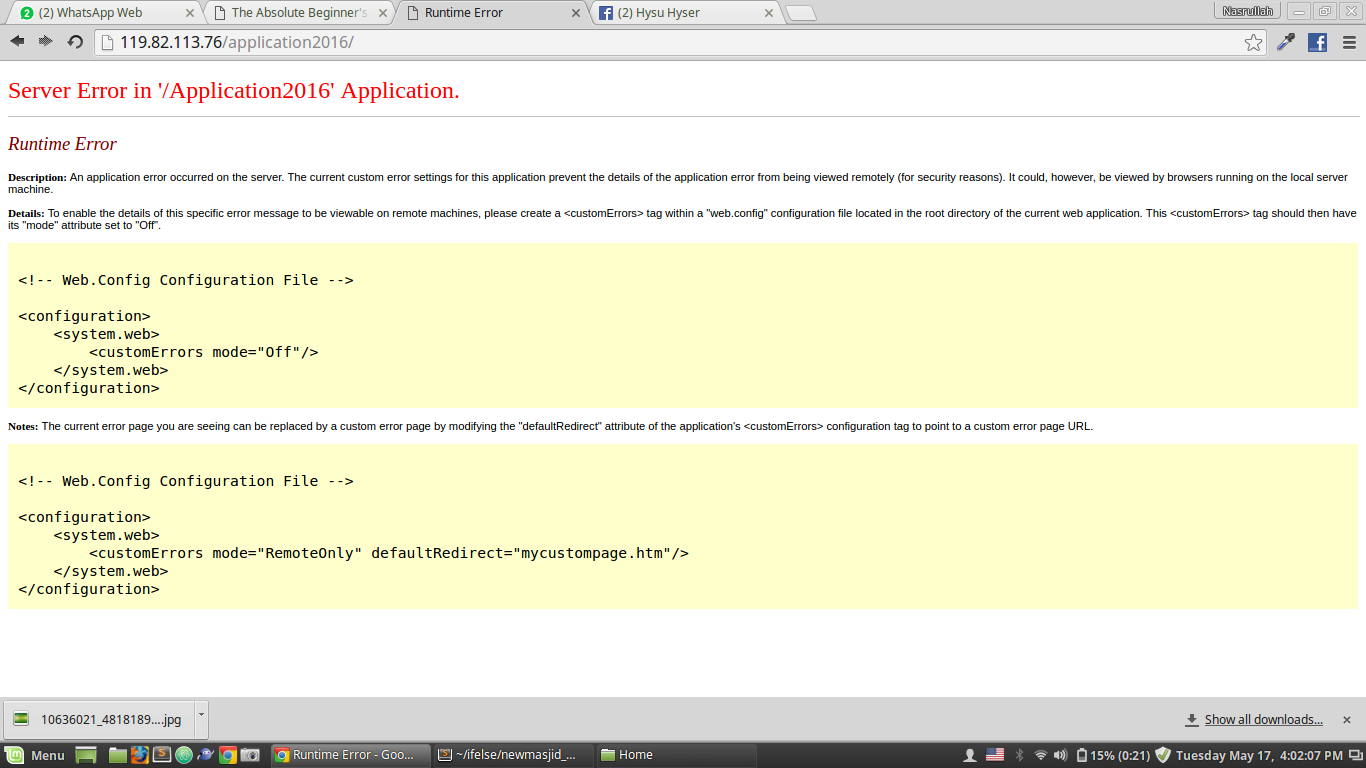 2 (2) WhatsApp Web
The Absolute Beginner's
Runtime Error
(2) Hysu Hyser
Nasrullah
119.82.113.76/application2016/
Server Error in '/Application2016' Application.
Runtime Error
Description: An application error occurred on the server. The current custom error settings for this application prevent the details of the application error from being viewed remotely (for security reasons). It could, however, be viewed by browsers running on the local server
machine.
Details: To enable the details of this specific error message to be viewable on remote machines, please create a <customErrors> tag within a "web.config" configuration file located in the root directory of the current web application. This <customErrors> tag should then have
its "mode" attribute set to "Off".
<!-- Web.Config Configuration File -->
<configuration>
    <system.web>
        <customErrors mode="Off"/>
    </system.web>
</configuration>
Notes: The current error page you are seeing can be replaced by a custom error page by modifying the "defaultRedirect" attribute of the application's <customErrors> configuration tag to point to a custom error page URL.
<!-- Web.Config Configuration File -->
<configuration>
    <system.web>
        <customErrors mode="RemoteOnly" defaultRedirect="mycustompage.htm"/>
    </system.web>
</configuration>
10636021_4818189....jpg
Show all downloads...
Menu
Runtime Error - Goo...
~/ifelse/newmasjid_...
Home
15% (0:21)
Tuesday May 17, 4:02:07 PM